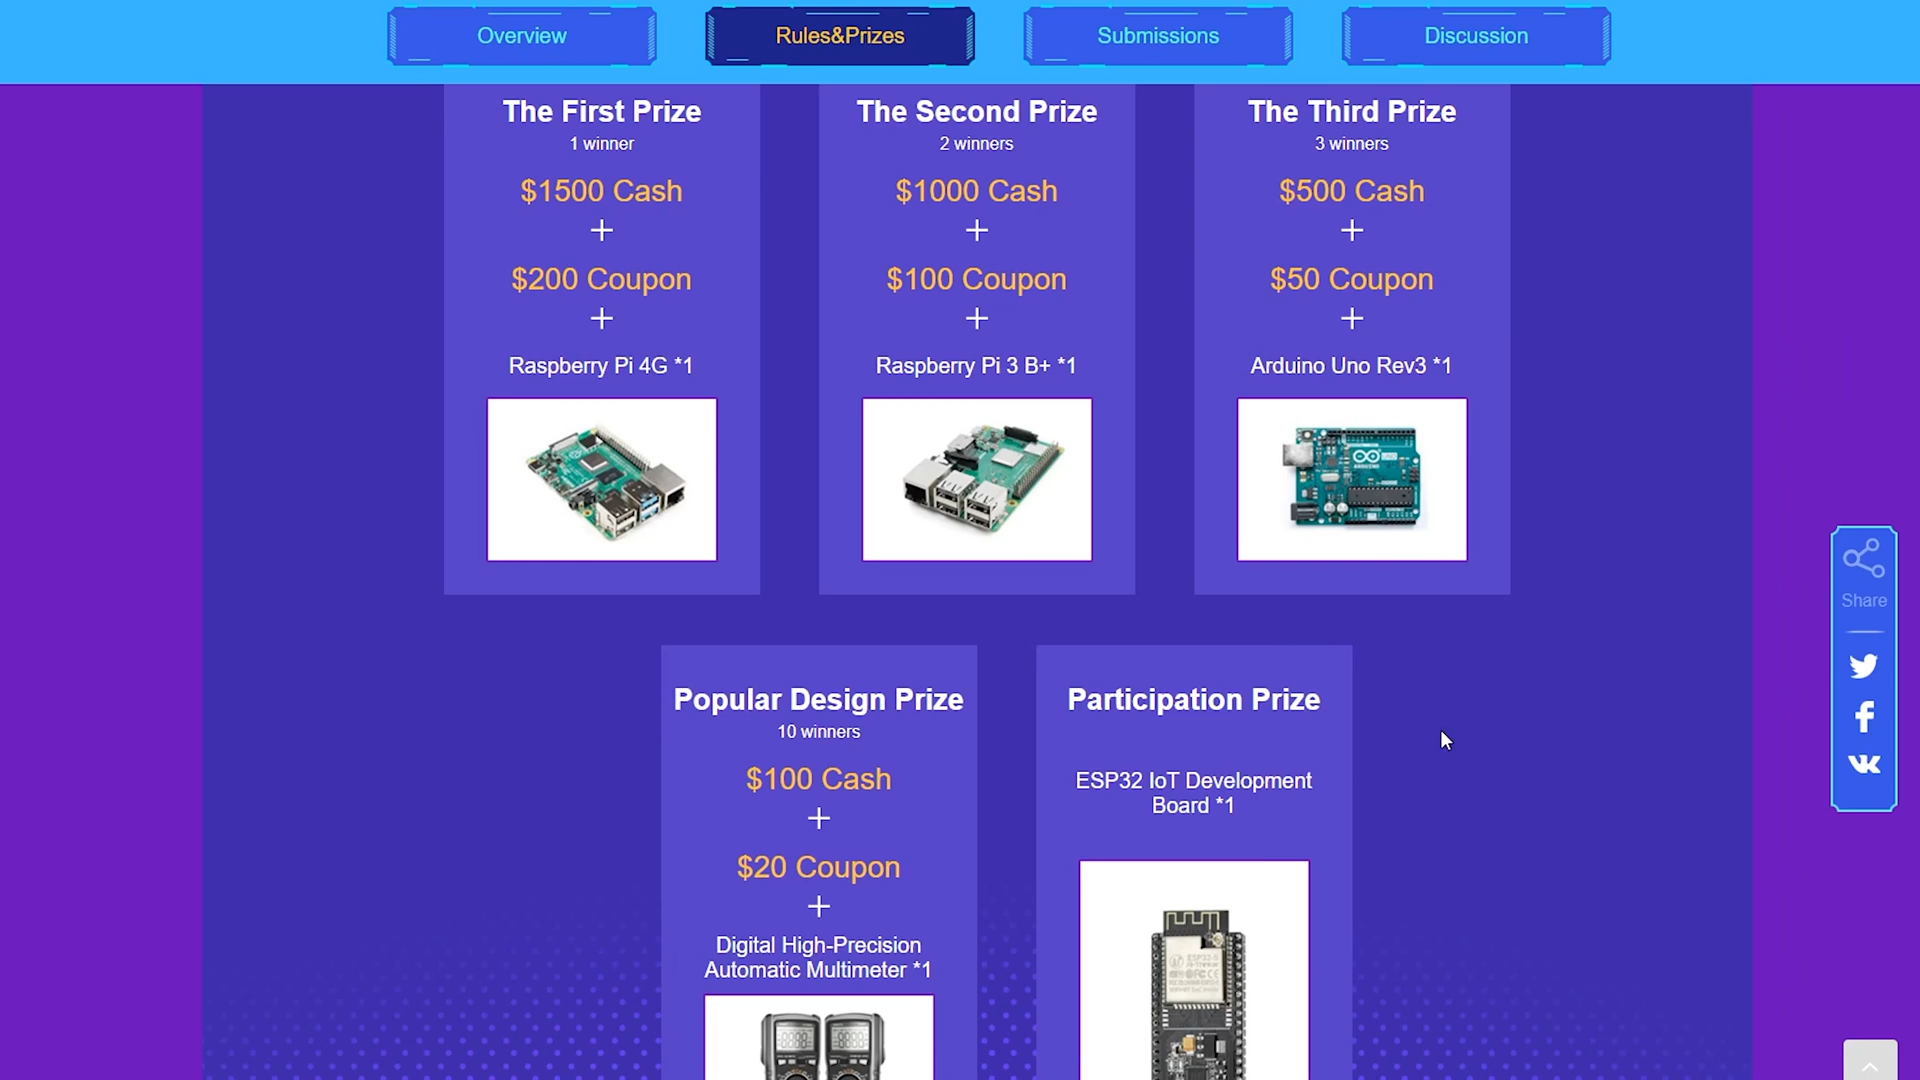 Overview
Rules&Prizes
Submissions
Discussion
The First Prize
1 winner
$1500 Cash
+
$200 Coupon
+
Raspberry Pi 4G *1
The Second Prize
2 winners
$1000 Cash
+
$100 Coupon
+
Raspberry Pi 3 B+ *1
The Third Prize
3 winners
$500 Cash
+
$50 Coupon
+
Arduino Uno Rev3 *1
Share
Popular Design Prize
10 winners
$100 Cash
+
$20 Coupon
+
Digital High-Precision
Automatic Multimeter *1
Participation Prize
ESP32 IoT Development
Board *1